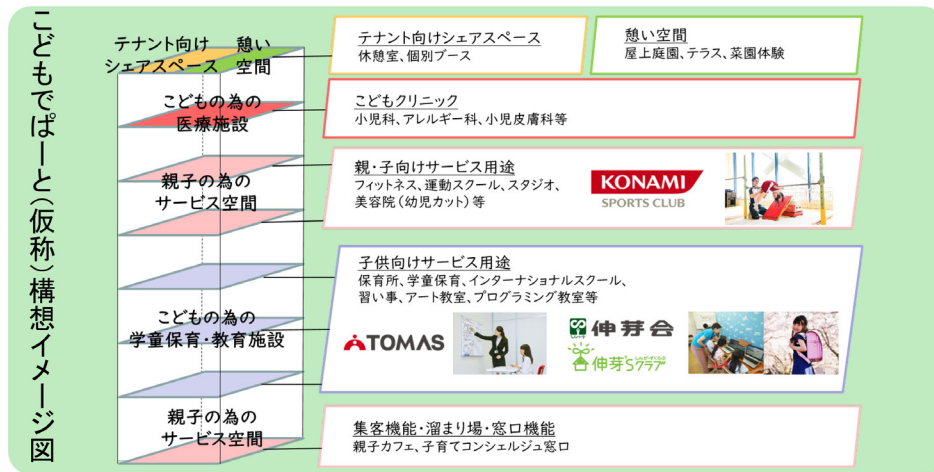 こどもでぱーと(仮称)構想イメージ図
テナント向け
シェアスペース
憩い
空間
テナント向けシェアスペース
休憩室、個別ブース
憩い空間
屋上庭園、テラス、菜園体験
こどもの為の
医療施設
こどもクリニック
小児科、アレルギー科、小児皮膚科等
親子の為の
サービス空間
親・子向けサービス用途
フィットネス、運動スクール、スタジオ、
美容院(幼児カット)等
KONAMI
SPORTS CLUB
こどもの為の
学童保育・教育施設
子供向けサービス用途
保育所、学童保育、インターナショナルスクール、
習い事、アート教室、プログラミング教室等
TOMAS
伸芽会
伸芽'Sクラブ
親子の為の
サービス空間
集客機能・溜まり場・窓口機能
親子カフェ、子育てコンシェルジュ窓口